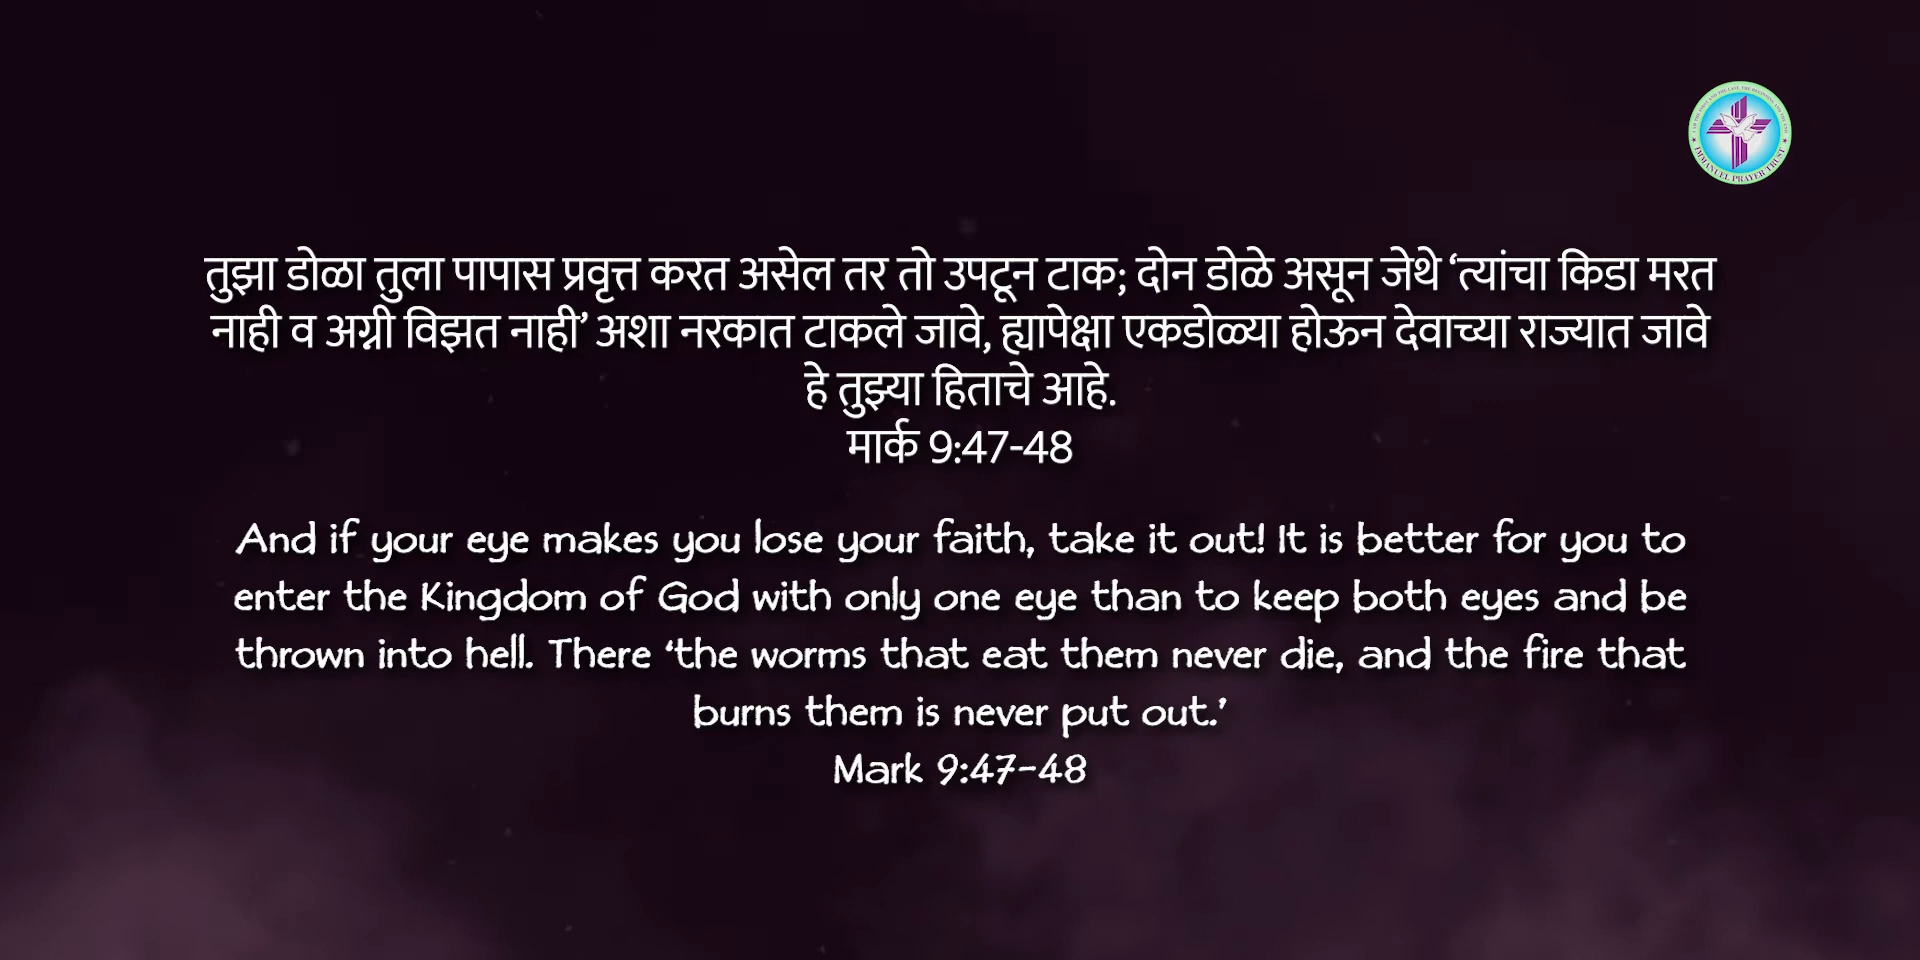 तुझा डोळा तुला पापास प्रवृत्त करत असेल तर तो उपटून टाक; दोन डोळे असून जेथे ‘त्यांचा किडा मरत
नाही व अग्नी विझत नाही’ अशा नरकात टाकले जावे, ह्यापेक्षा एकडोळ्या होऊन देवाच्या राज्यात जावे
हे तुझ्या हिताचे आहे.
मार्क 9:47-48
And if your eye makes you lose your faith, take it out! It is better for you to
enter the Kingdom of God with only one eye than to keep both eyes and be
thrown into hell. There ‘the worms that eat them never die, and the fire that
burns them is never put out.’
Mark 9:47-48
IMMANUEL PRAYER TRUST